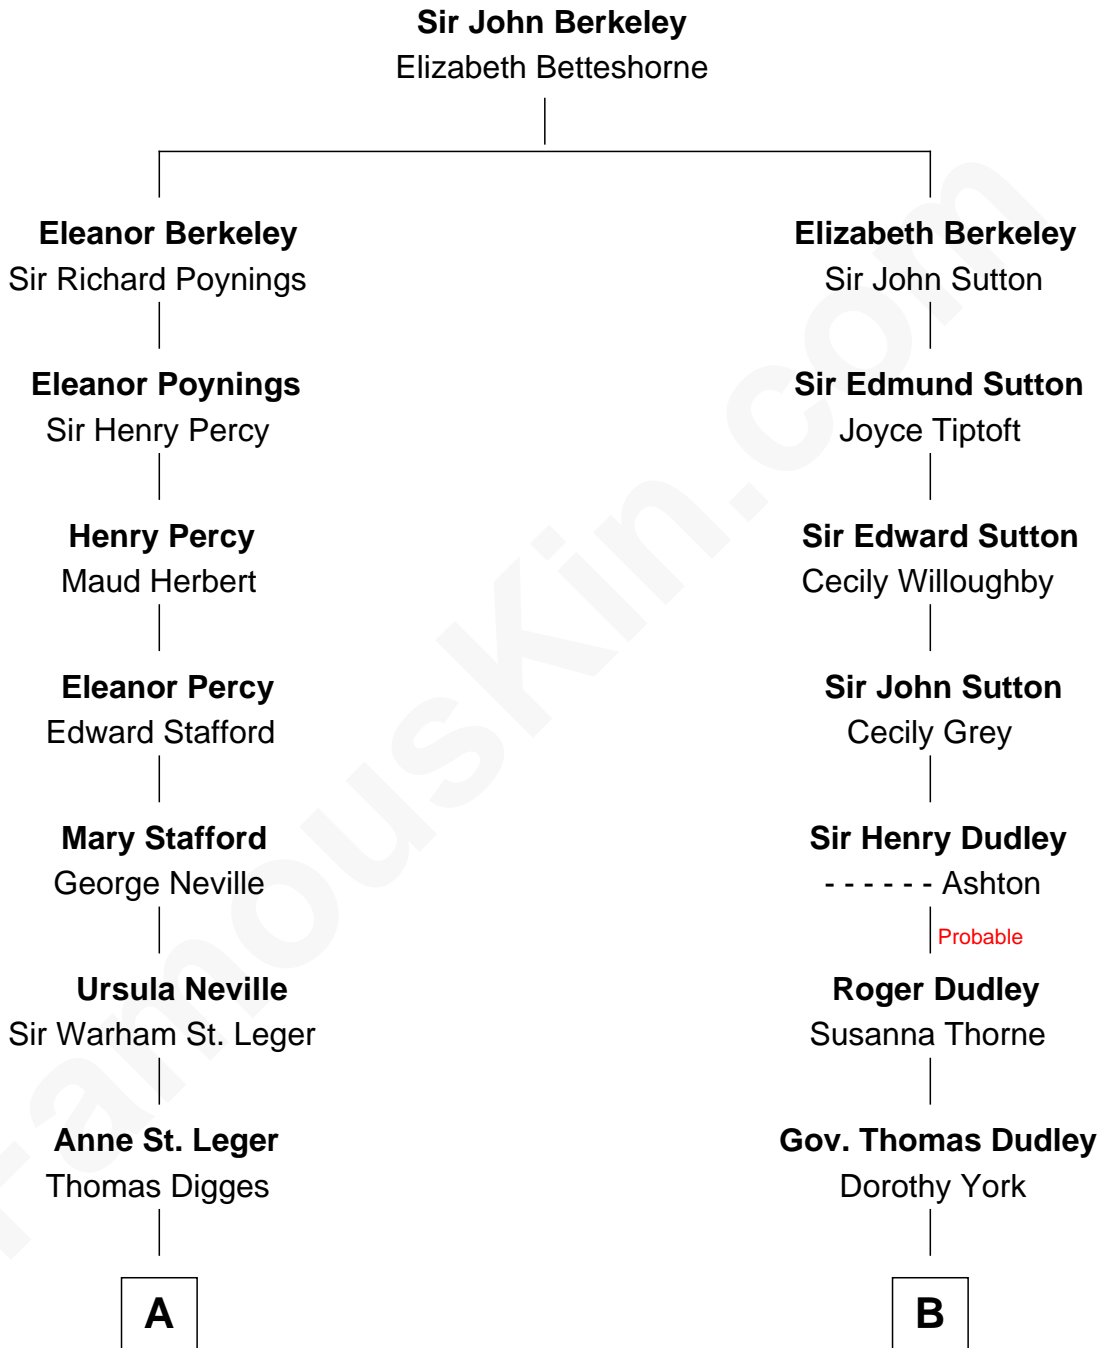 Sir John Berkeley
Elizabeth Betteshorne
Eleanor Berkeley
Sir Richard Poynings
Elizabeth Berkeley
Sir John Sutton
Eleanor Poynings
Sir Henry Percy
Sir Edmund Sutton
Joyce Tiptoft
Henry Percy
Maud Herbert
Sir Edward Sutton
Cecily Willoughby
Eleanor Percy
Edward Stafford
Sir John Sutton
Cecily Grey
Mary Stafford
George Neville
Sir Henry Dudley
- - - - - - Ashton
Probable
Ursula Neville
Sir Warham St. Leger
Roger Dudley
Susanna Thorne
Anne St. Leger
Thomas Digges
Gov. Thomas Dudley
Dorothy York
A
B
FamousKin.com